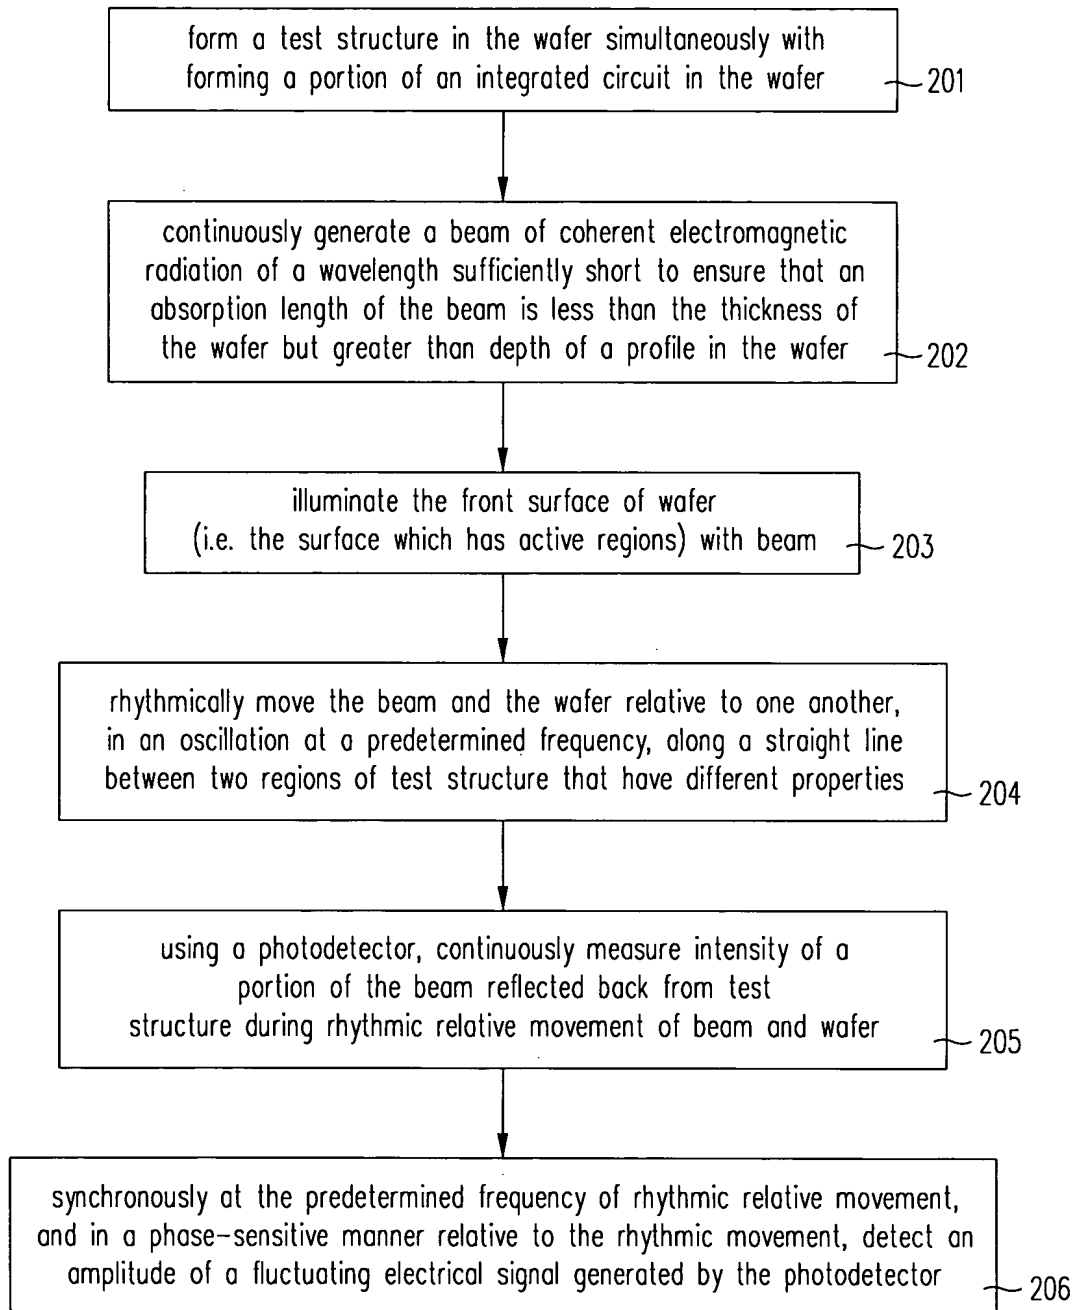 form a test structure in the wafer simultaneously with
forming a portion of an integrated circuit in the wafer
201
continuously generate a beam of coherent electromagnetic
radiation of a wavelength sufficiently short to ensure that an
absorption length of the beam is less than the thickness of
the wafer but greater than depth of a profile in the wafer
202
illuminate the front surface of wafer
(i.e. the surface which has active regions) with beam
203
rhythmically move the beam and the wafer relative to one another,
in an oscillation at a predetermined frequency, along a straight line
between two regions of test structure that have different properties
204
using a photodetector, continuously measure intensity of a
portion of the beam reflected back from test
structure during rhythmic relative movement of beam and wafer
205
synchronously at the predetermined frequency of rhythmic relative movement,
and in a phase-sensitive manner relative to the rhythmic movement, detect an
amplitude of a fluctuating electrical signal generated by the photodetector
206